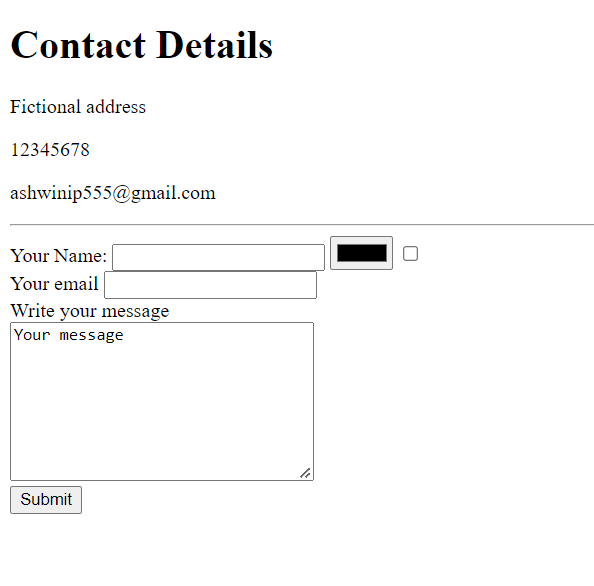 Contact Details
Fictional address
12345678
ashwinip555@gmail.com
Your Name:
Your email
Write your message
Your message
Submit